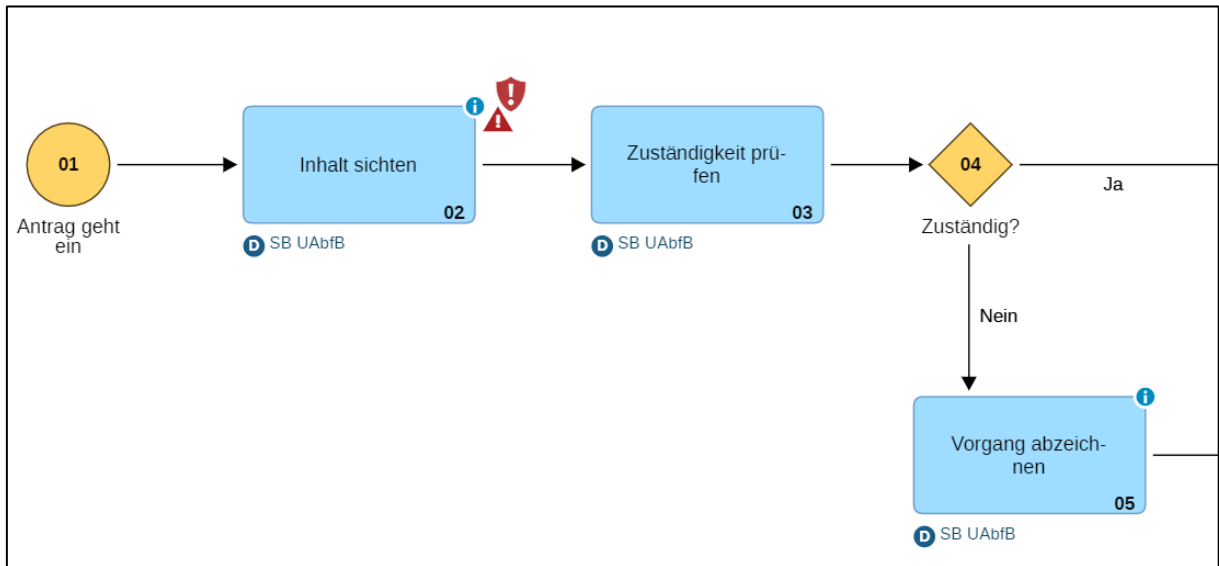 01
Antrag geht
ein
Inhalt sichten
02
i
D SB UAbfB
Zuständigkeit prü-
fen
03
D SB UAbfB
04
Zuständig?
Ja
Nein
Vorgang abzeich-
nen
05
i
D SB UAbfB